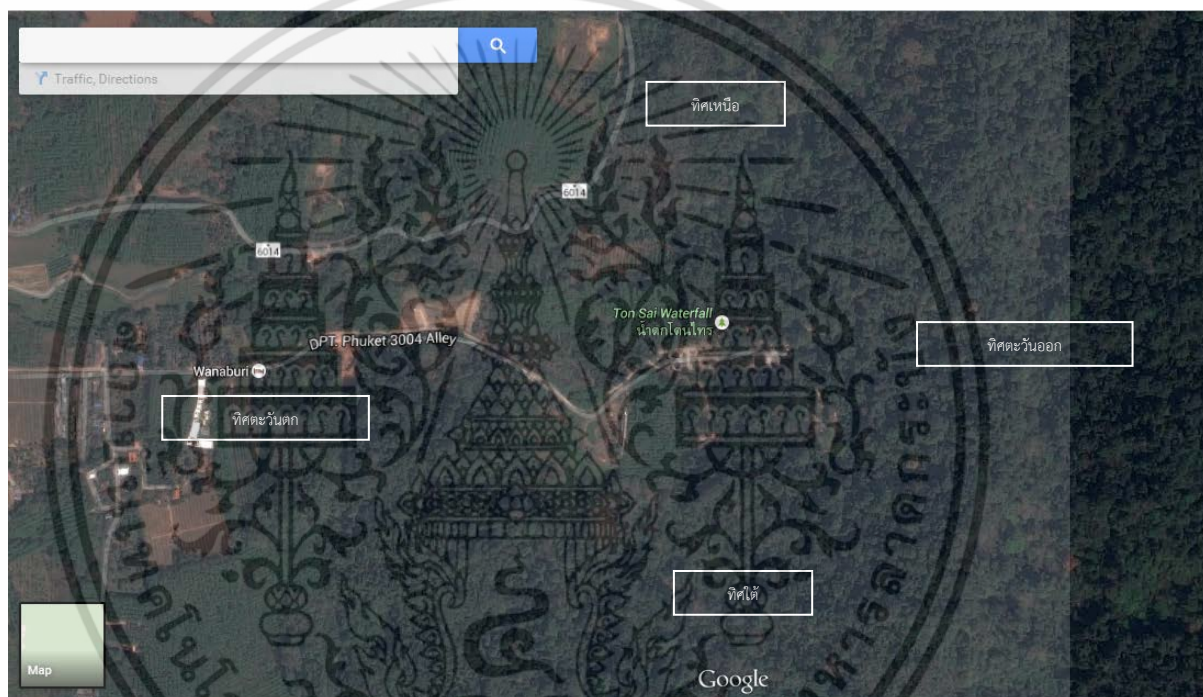 Traffic, Directions
ทิศเหนือ
6014
6014
Ton Sai Waterfall
น้ำตกโตนไทร
DPT. Phuket 3004 Alley
ทิศตะวันออก
Wanaburi
ทิศตะวันตก
ทิศใต้
Map
Google